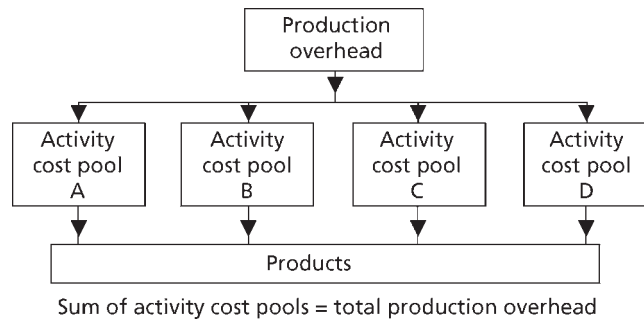 Production
overhead
Activity
cost pool
A
Activity
cost pool
B
Activity
cost pool
C
Activity
cost pool
D
Products
Sum of activity cost pools = total production overhead